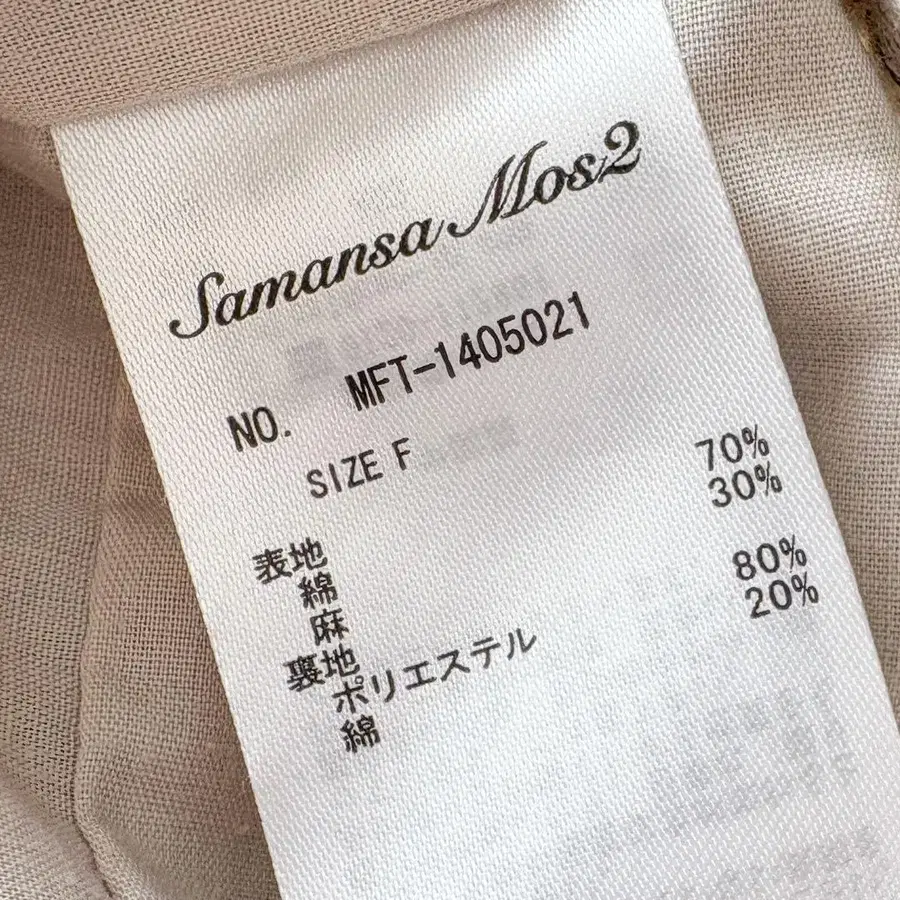 Samansa Mos2
NO. MFT-1405021
SIZE F
表地
綿 70%
麻 30%
裏地
ポリエステル 80%
綿 20%